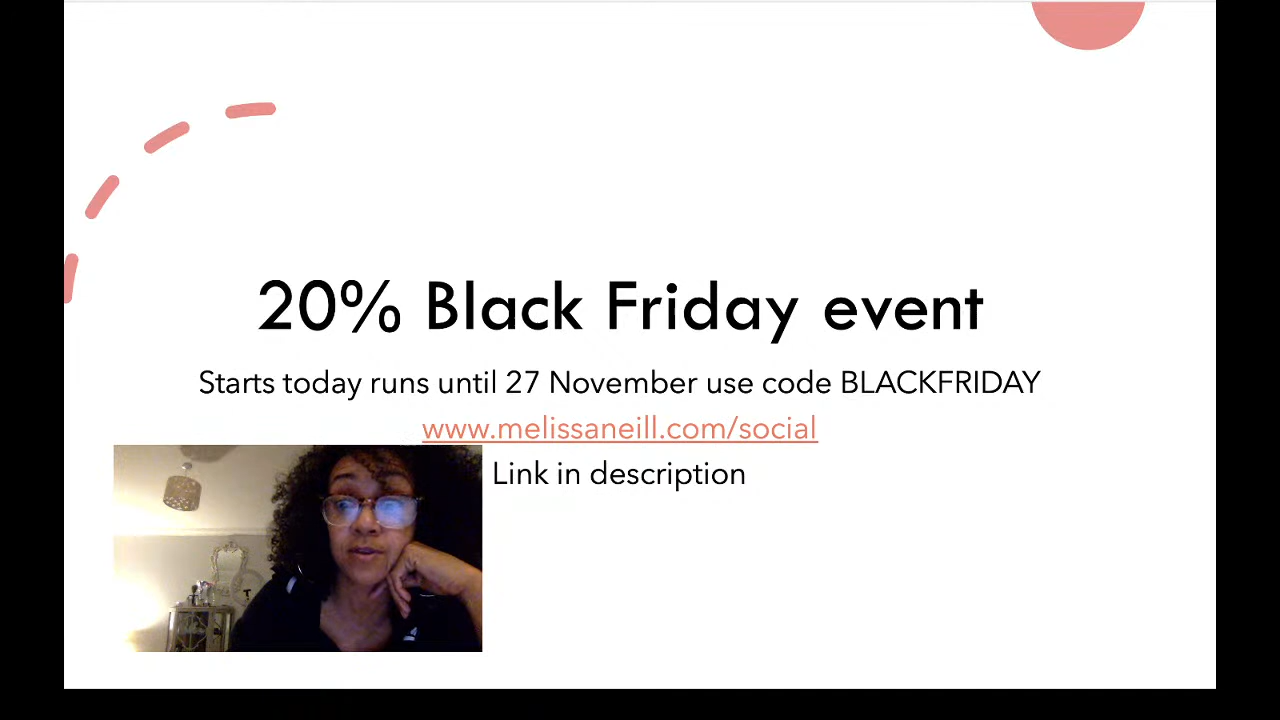 20% Black Friday event
Starts today runs until 27 November use code BLACKFRIDAY
www.melissaneill.com/social
Link in description